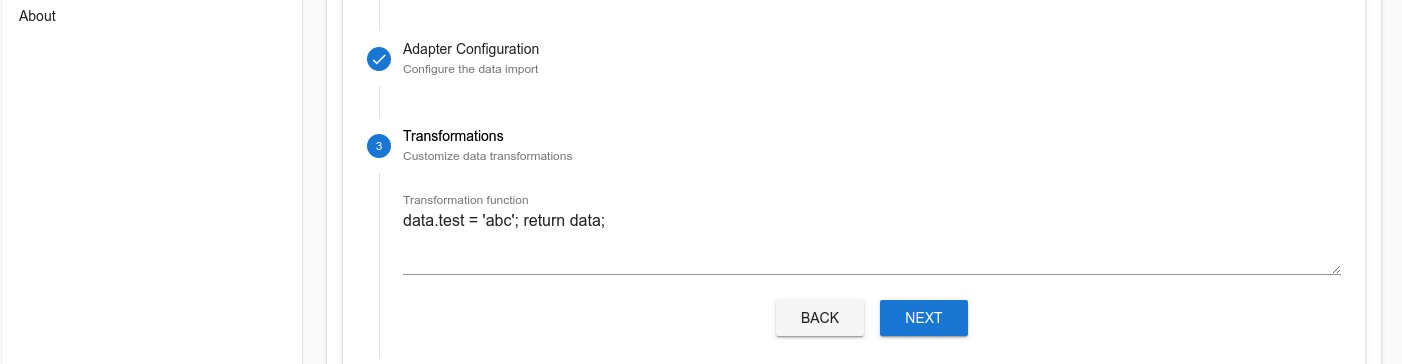 About
Adapter Configuration
Configure the data import
3
Transformations
Customize data transformations
Transformation function
data.test = 'abc'; return data;
BACK
NEXT